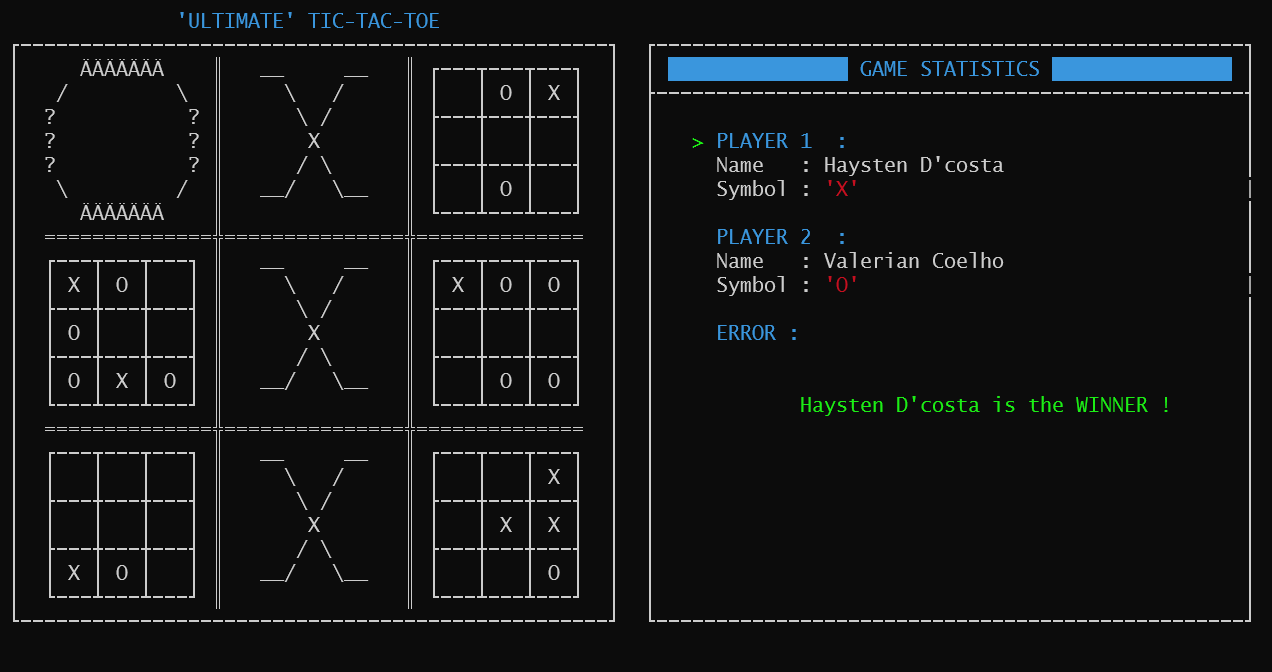 'ULTIMATE' TIC-TAC-TOE
GAME STATISTICS
ÄÄÄÄÄÄÄ __ __
/ \ \ / O X
? ? \ /
? ? X
? ? / \
\ / __/ \__ O
ÄÄÄÄÄÄÄ
__ __
X O \ / X O O
\ /
O X
/ \
O X O __/ \__ O O
__ __
\ / X
\ /
X X X
/ \
X O __/ \__ O
> PLAYER 1 :
Name : Haysten D'costa
Symbol : 'X'
PLAYER 2 :
Name : Valerian Coelho
Symbol : 'O'
ERROR :
Haysten D'costa is the WINNER !